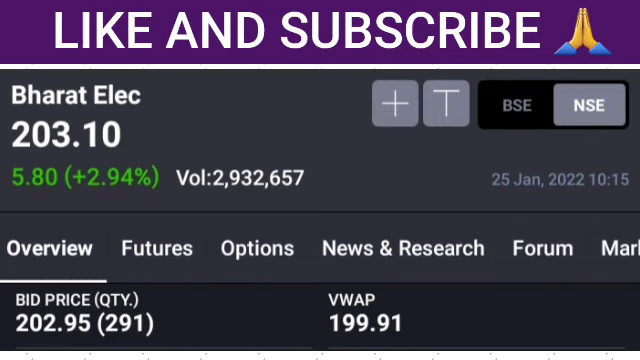 LIKE AND SUBSCRIBE 🙏
Bharat Elec
203.10
BSE NSE
5.80 (+2.94%) Vol:2,932,657
25 Jan, 2022 10:15
Overview Futures Options News & Research Forum Mar
BID PRICE (QTY.) VWAP
202.95 (291) 199.91